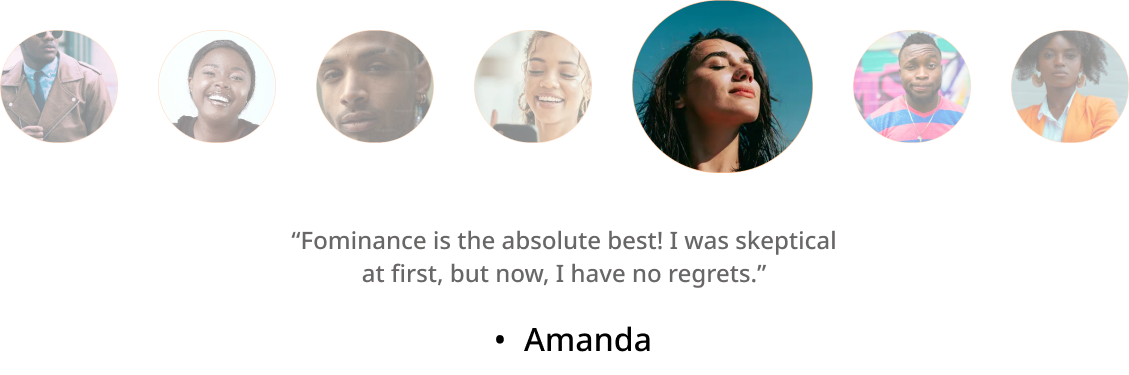 “Fominance is the absolute best! I was skeptical
at first, but now, I have no regrets.”
• Amanda